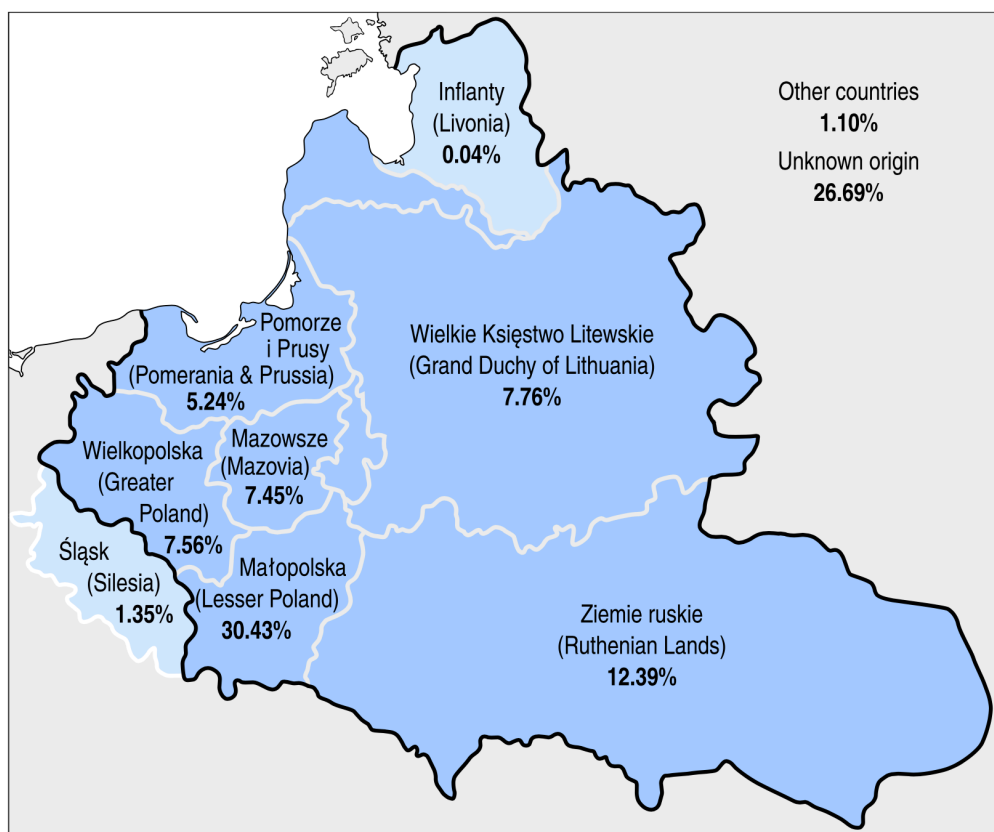 Inflanty
(Livonia)
0.04%
Other countries
1.10%
Unknown origin
26.69%
Pomorze
i Prusy
(Pomerania & Prussia)
5.24%
Wielkie Księstwo Litewskie
(Grand Duchy of Lithuania)
7.76%
Wielkopolska
(Greater
Poland)
7.56%
Mazowsze
(Mazovia)
7.45%
Śląsk
(Silesia)
1.35%
Małopolska
(Lesser Poland)
30.43%
Ziemie ruskie
(Ruthenian Lands)
12.39%